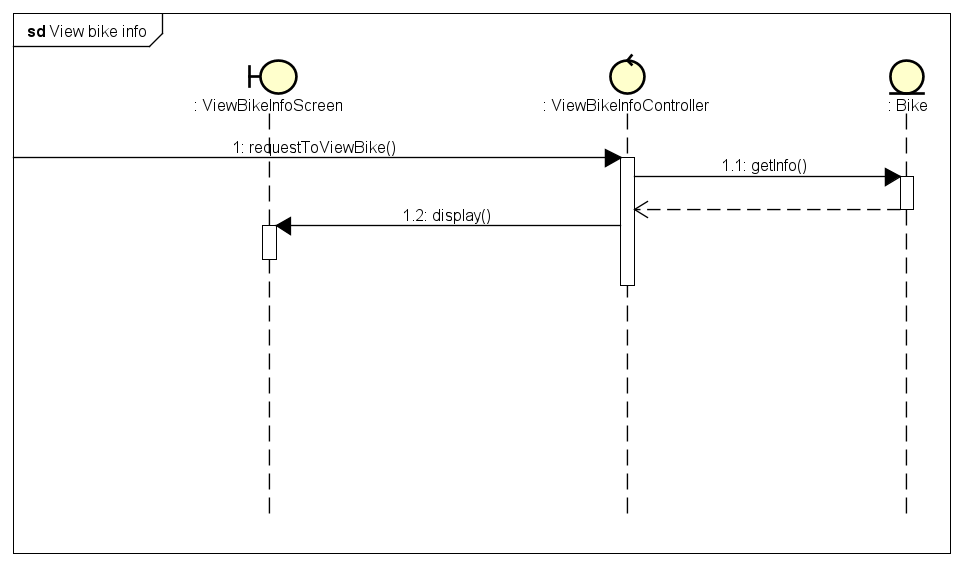 sd View bike info
: ViewBikeInfoScreen
: ViewBikeInfoController
: Bike
1: requestToViewBike()
1.1: getInfo()
1.2: display()